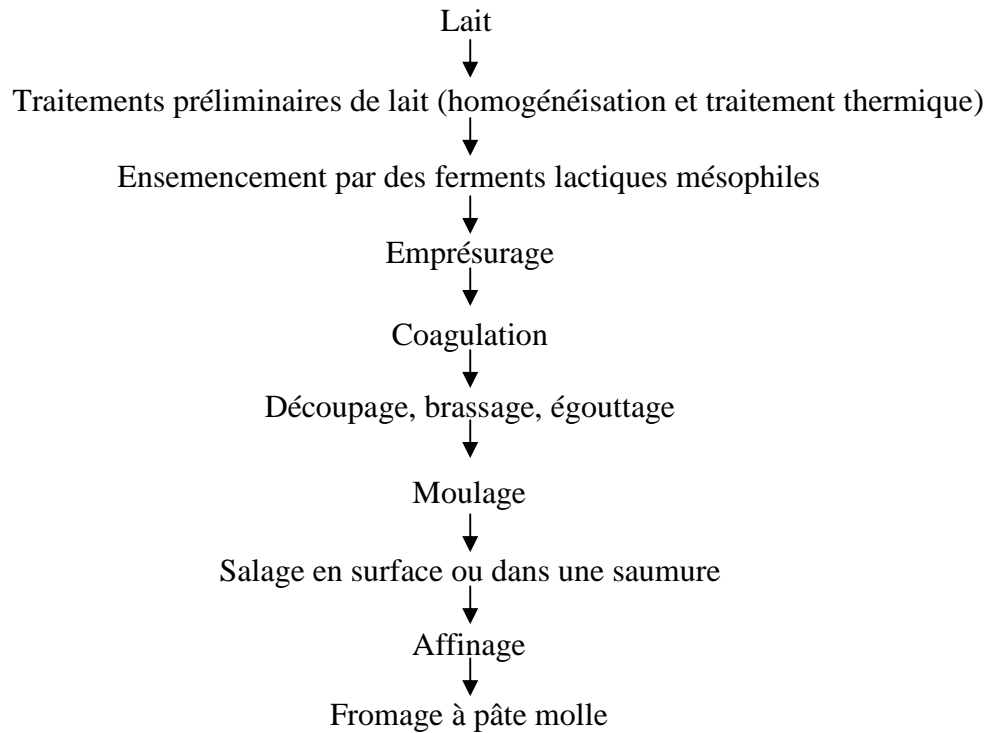 Lait
Traitements préliminaires de lait (homogénéisation et traitement thermique)
Ensemencement par des ferments lactiques mésophiles
Emprésurage
Coagulation
Découpage, brassage, égouttage
Moulage
Salage en surface ou dans une saumure
Affinage
Fromage à pâte molle